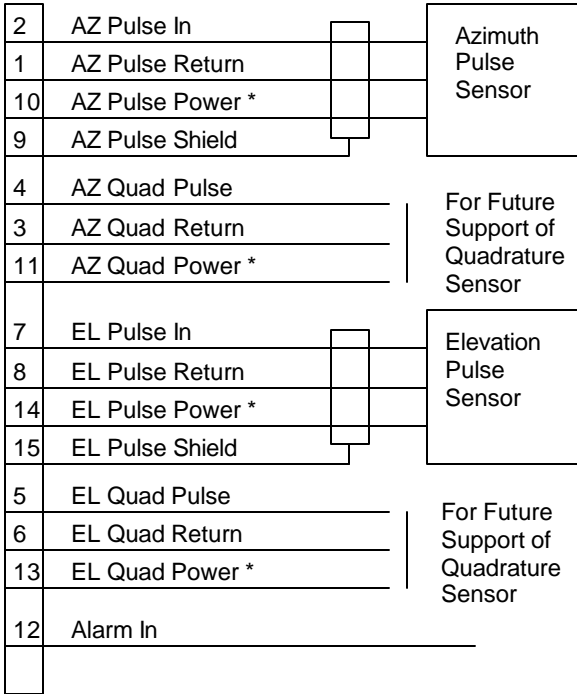 2 AZ Pulse In
1 AZ Pulse Return
10 AZ Pulse Power *
9 AZ Pulse Shield
Azimuth
Pulse
Sensor
4 AZ Quad Pulse
3 AZ Quad Return
11 AZ Quad Power *
For Future
Support of
Quadrature
Sensor
7 EL Pulse In
8 EL Pulse Return
14 EL Pulse Power *
15 EL Pulse Shield
Elevation
Pulse
Sensor
5 EL Quad Pulse
6 EL Quad Return
13 EL Quad Power *
For Future
Support of
Quadrature
Sensor
12 Alarm In